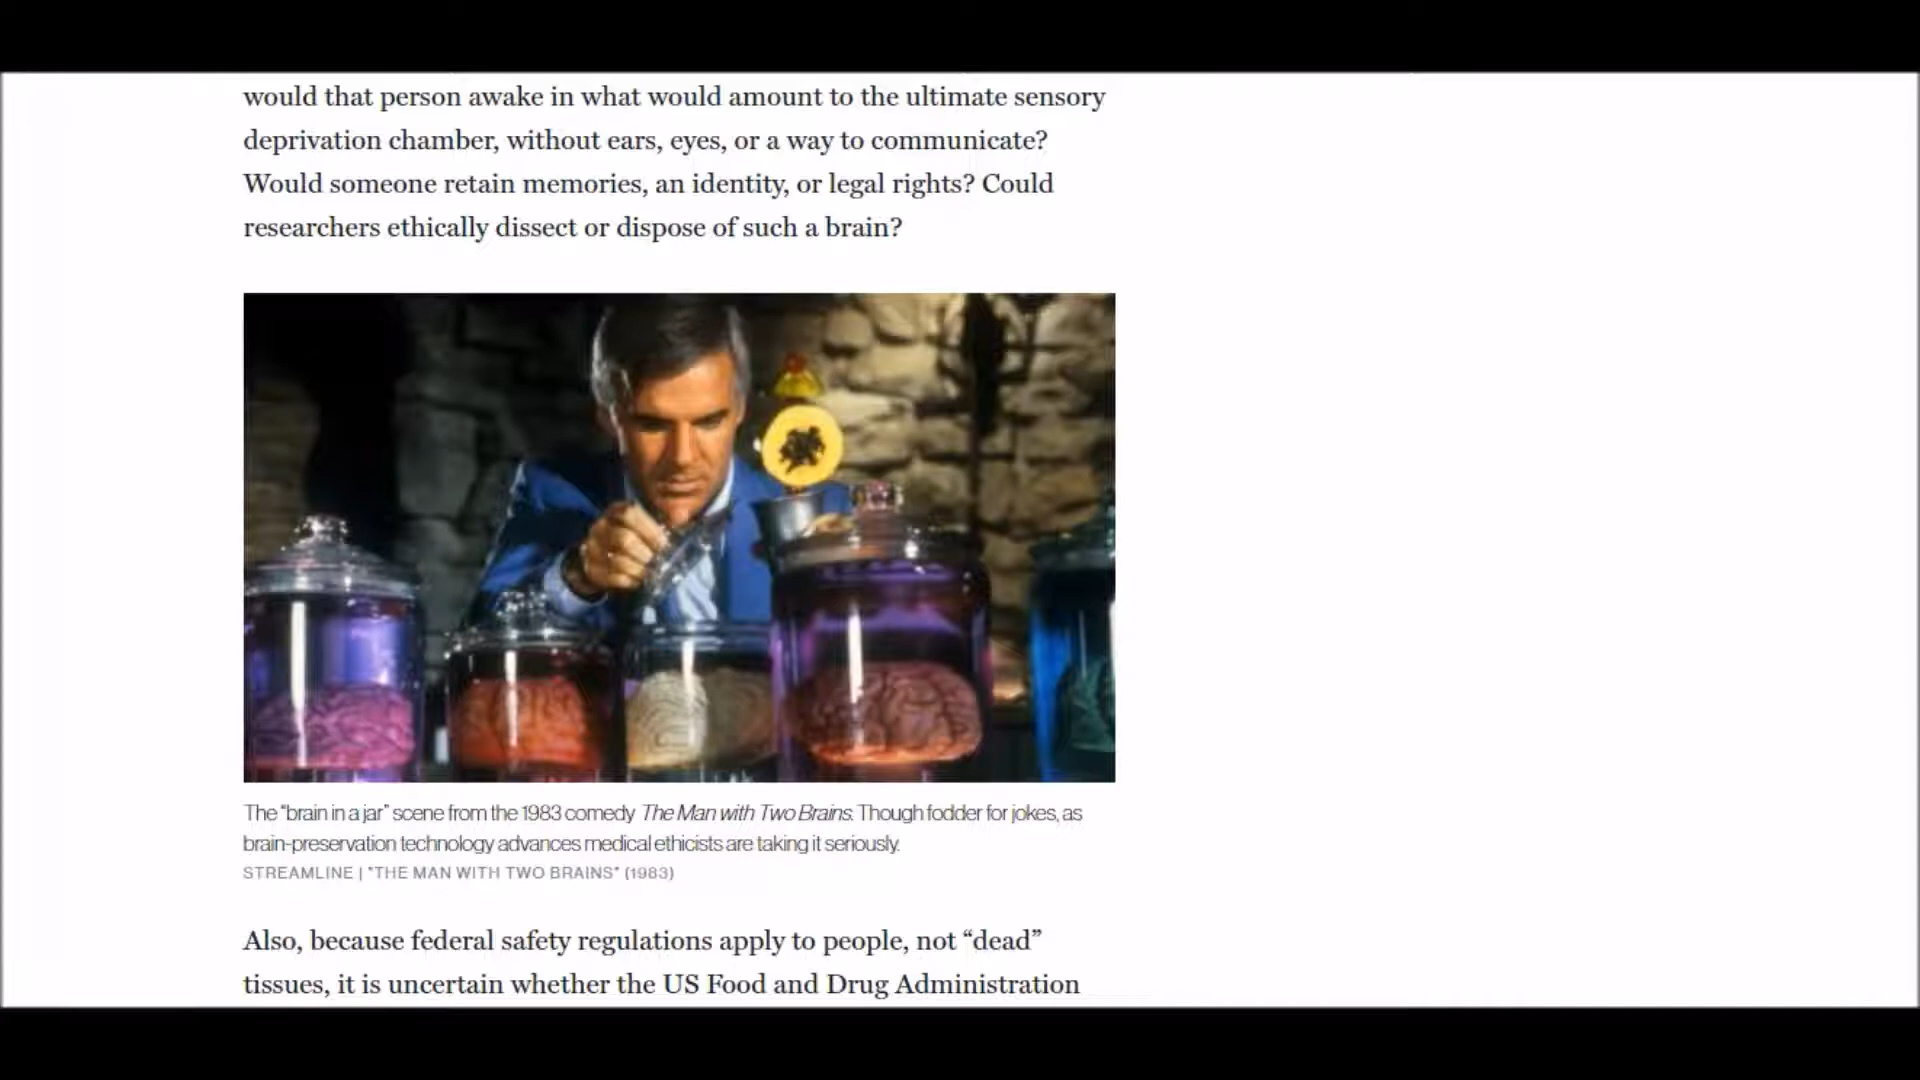 would that person awake in what would amount to the ultimate sensory
deprivation chamber, without ears, eyes, or a way to communicate?
Would someone retain memories, an identity, or legal rights? Could
researchers ethically dissect or dispose of such a brain?
The “brain in a jar” scene from the 1983 comedy The Man with Two Brains. Though fodder for jokes, as
brain-preservation technology advances medical ethicists are taking it seriously.
STREAMLINE | "THE MAN WITH TWO BRAINS" (1983)
Also, because federal safety regulations apply to people, not “dead”
tissues, it is uncertain whether the US Food and Drug Administration